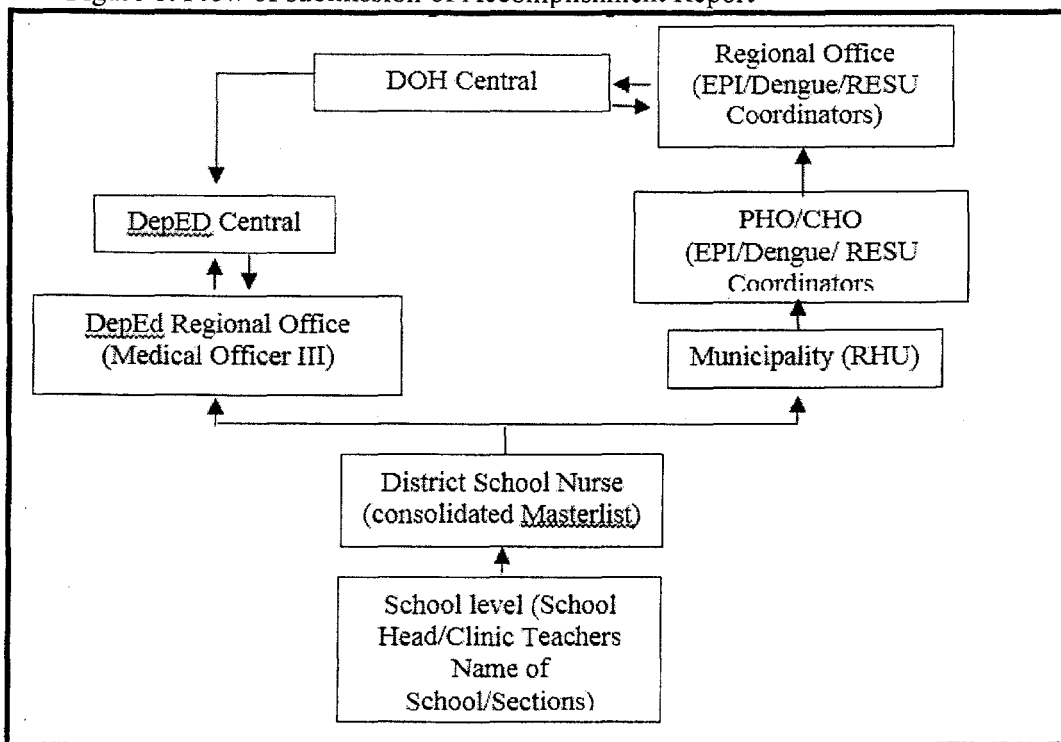 DOH Central
Regional Office
(EPI/Dengue/RESU
Coordinators)
DepED Central
PHO/CHO
(EPI/Dengue/ RESU
Coordinators
DepEd Regional Office
(Medical Officer III)
Municipality (RHU)
District School Nurse
(consolidated Masterlist)
School level (School
Head/Clinic Teachers
Name of
School/Sections)